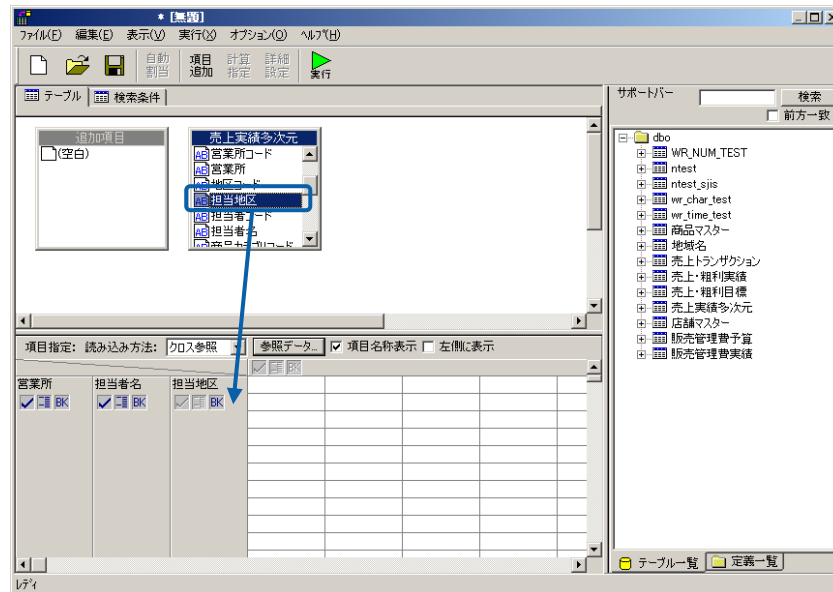 * [無題]
ファイル(F) 編集(E) 表示(V) 実行(X) オプション(O) ヘルプ(H)
自動割当 項目追加 計算指定 詳細設定 実行
テーブル 検索条件
追加項目
(空白)
売上実績多次元
営業所コード
営業所
地区コード
担当地区
担当者コード
担当者名
商品カテゴリコード
項目指定: 読み込み方法: クロス参照 参照データ... 項目名称表示 左側に表示
営業所 担当者名 担当地区
BK BK BK BK
サポートバー 検索
前方一致
dbo
WR_NUM_TEST
ntest
ntest_sjis
wr_char_test
wr_time_test
商品マスター
地域名
売上トランザクション
売上・粗利実績
売上・粗利目標
売上実績多次元
店舗マスター
販売管理費予算
販売管理費実績
テーブル一覧 定義一覧
レディ